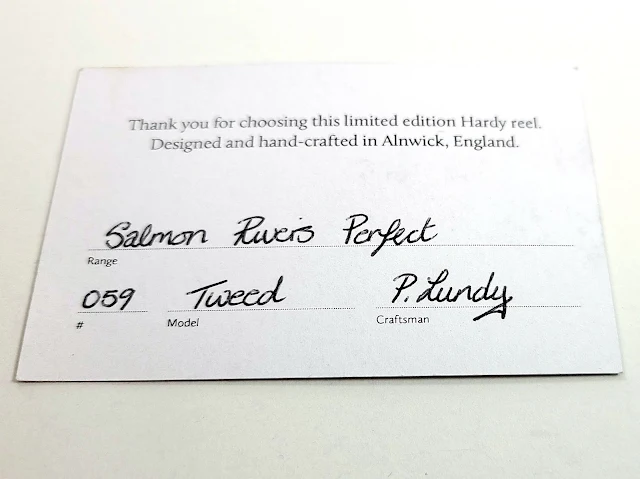 Thank you for choosing this limited edition Hardy reel.
Designed and hand-crafted in Alnwick, England.
Salmon Rivers Perfect
Range
059 Tweed P. Lundy
# Model Craftsman